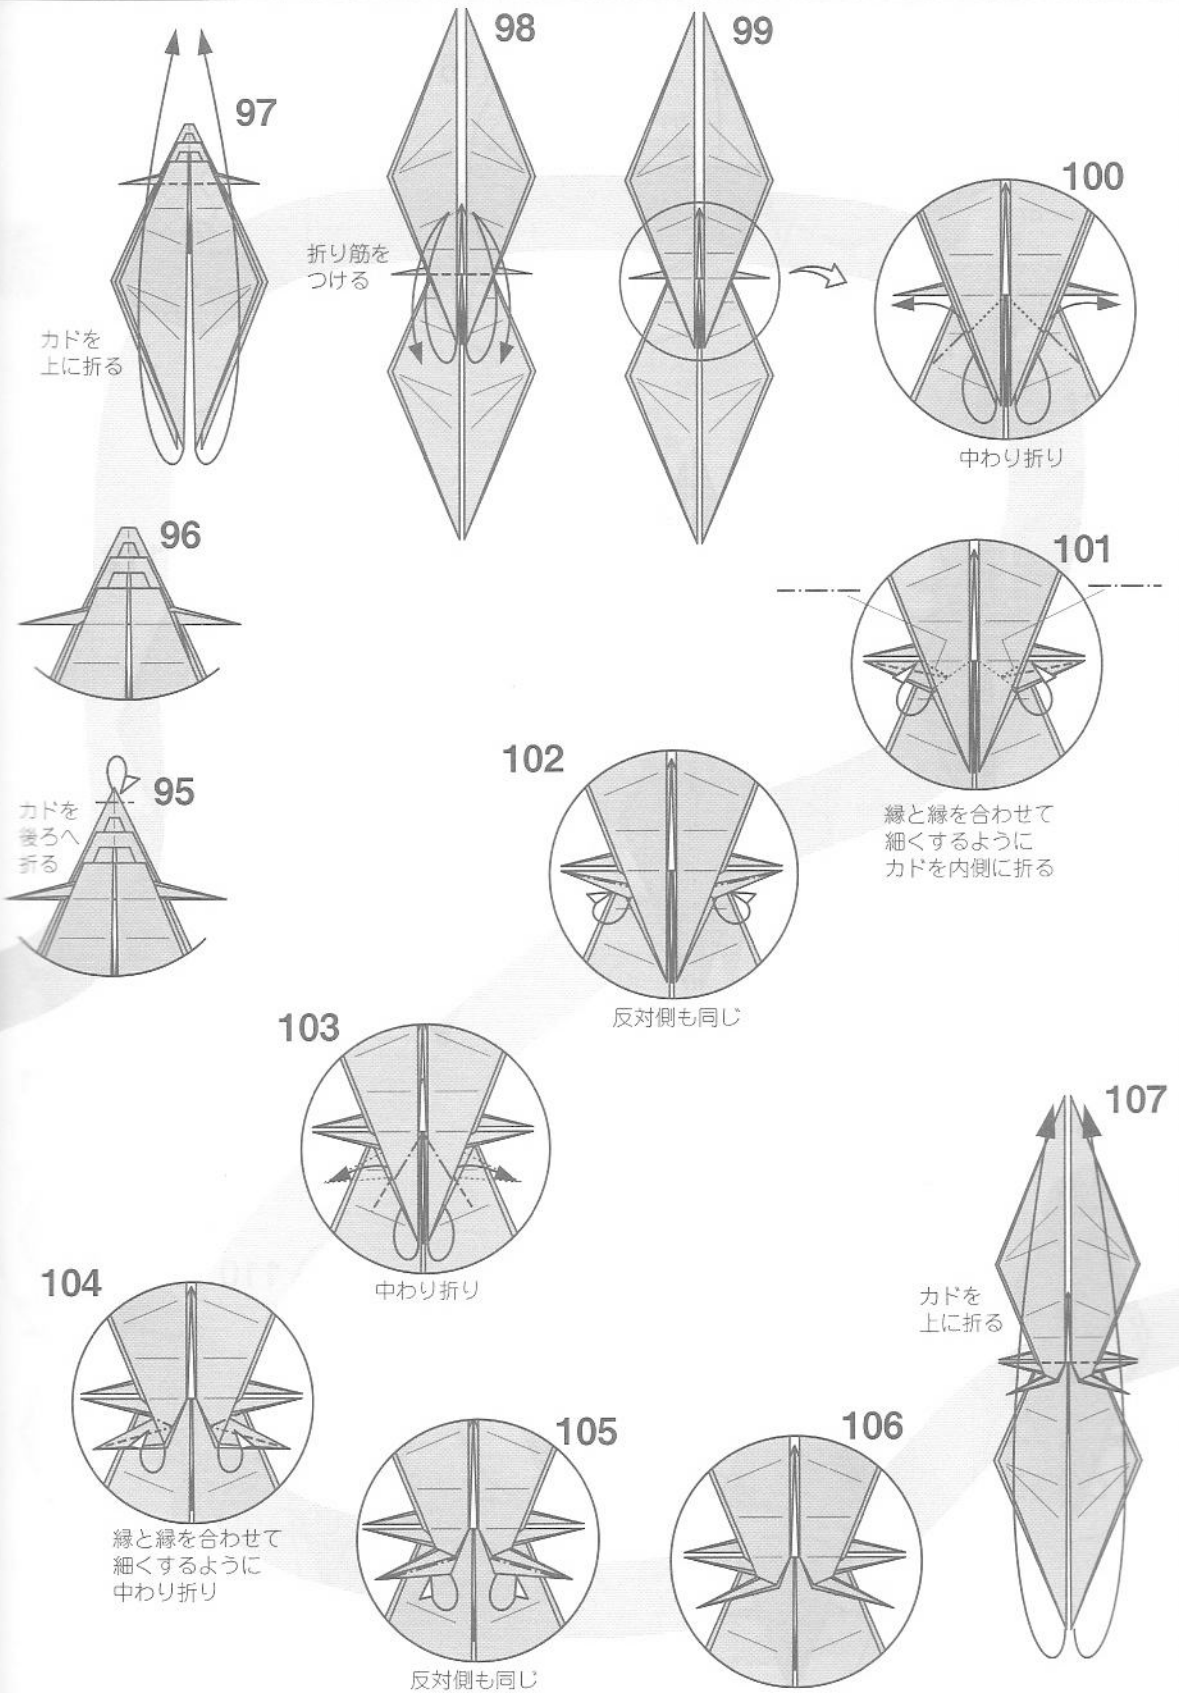 95
カドを
後ろへ
折る
96
97
カドを
上に折る
98
折り筋を
つける
99
100
中わり折り
101
縁と縁を合わせて
細くするように
カドを内側に折る
102
反対側も同じ
103
中わり折り
104
縁と縁を合わせて
細くするように
中わり折り
105
反対側も同じ
106
107
カドを
上に折る